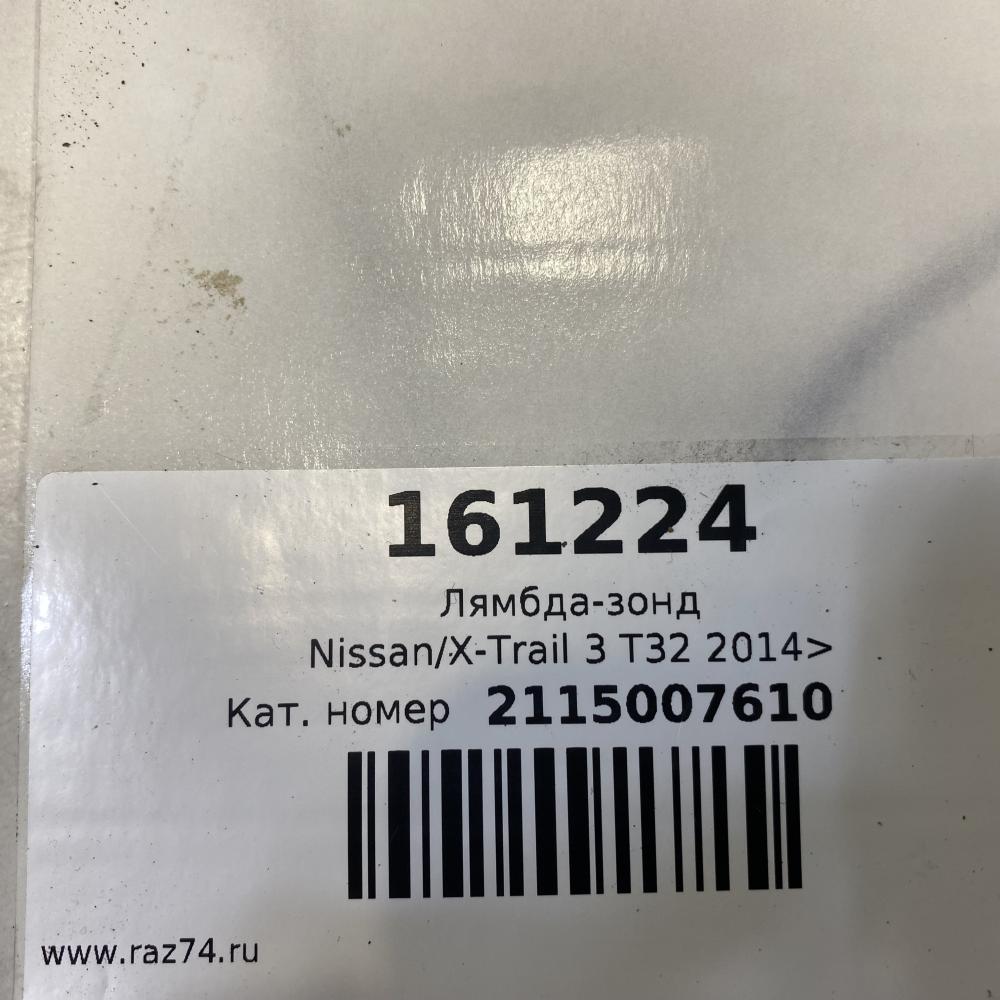 161224
Лямбда-зонд
Nissan/X-Trail 3 T32 2014>
Кат. номер 2115007610
www.raz74.ru